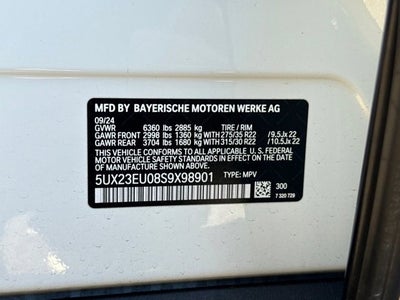 MFD BY BAYERISCHE MOTOREN WERKE AG
09/24
GVWR 6360 lbs 2885 kg TIRE / RIM
GAWR FRONT 2998 lbs 1360 kg WITH 275/35 R22 / 9.5Jx 22
GAWR REAR 3704 lbs 1680 kg WITH 315/30 R22 / 10.5Jx 22
THIS VEHICLE CONFORMS TO ALL APPLICABLE U.S. FEDERAL
MOTOR VEHICLE SAFETY STANDARDS IN EFFECT ON THE DATE
OF MANUFACTURE SHOWN ABOVE.
5UX23EU08S9X98901 TYPE: MPV
300
7 320 729